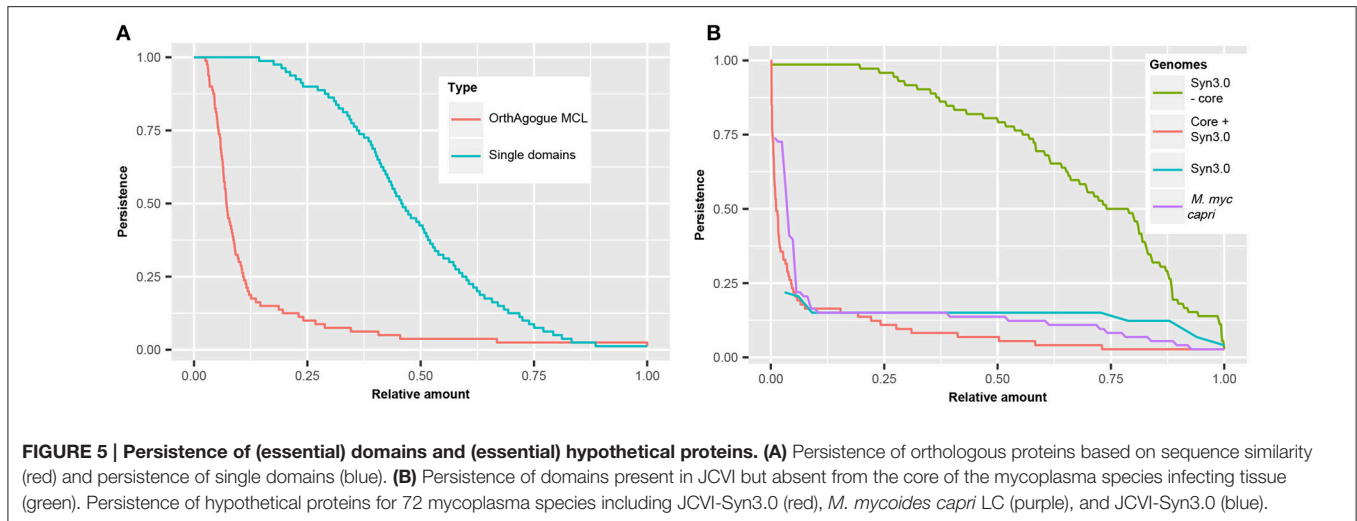 A
1.00
0.75
0.50
0.25
0.00
Persistence
0.00 0.25 0.50 0.75 1.00
Relative amount
Type
OrthAgogue MCL
Single domains
B
1.00
0.75
0.50
0.25
0.00
Persistence
0.00 0.25 0.50 0.75 1.00
Relative amount
Genomes
Syn3.0
- core
Core +
Syn3.0
Syn3.0
M. myc
capri
FIGURE 5 | Persistence of (essential) domains and (essential) hypothetical proteins. (A) Persistence of orthologous proteins based on sequence similarity
(red) and persistence of single domains (blue). (B) Persistence of domains present in JCVI but absent from the core of the mycoplasma species infecting tissue
(green). Persistence of hypothetical proteins for 72 mycoplasma species including JCVI-Syn3.0 (red), M. mycoides capri LC (purple), and JCVI-Syn3.0 (blue).